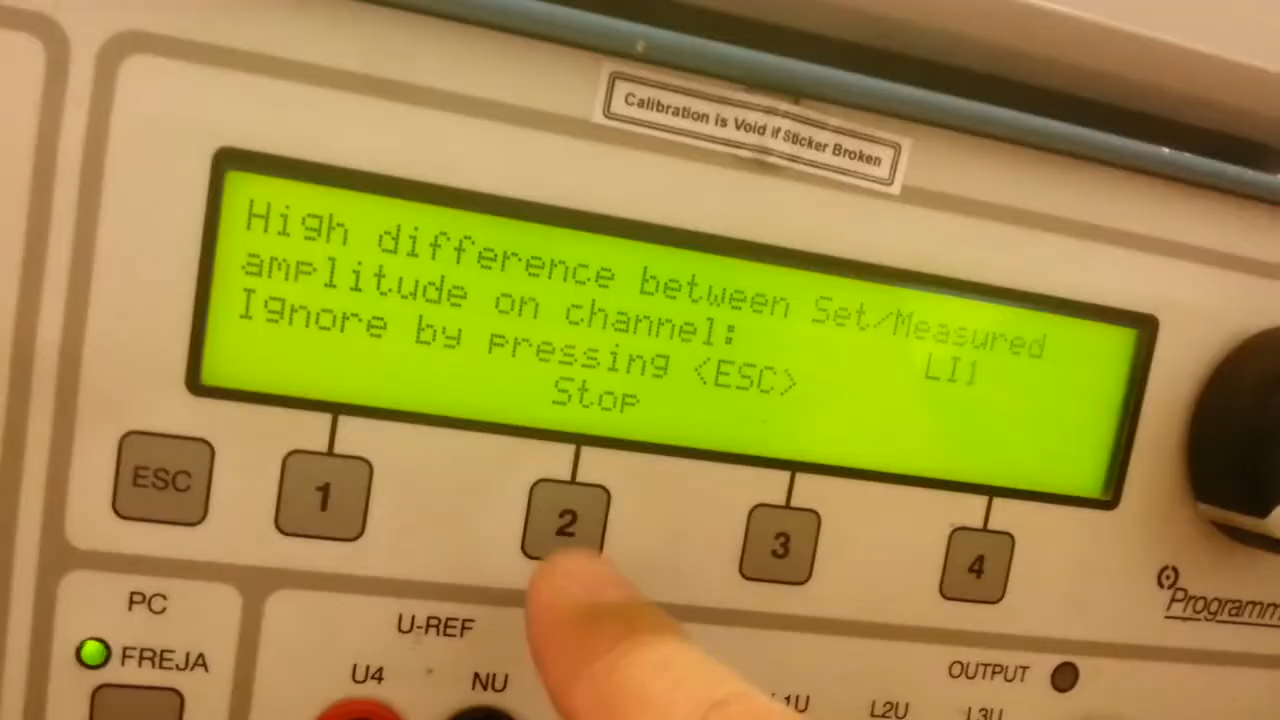 Calibration is Void if Sticker Broken
High difference between Set/Measured
amplitude on channel: LI1
Ignore by pressing <ESC>
Stop
ESC
1
2
3
4
PC
FREJA
U-REF
U4
NU
OUTPUT
L2U
L3U